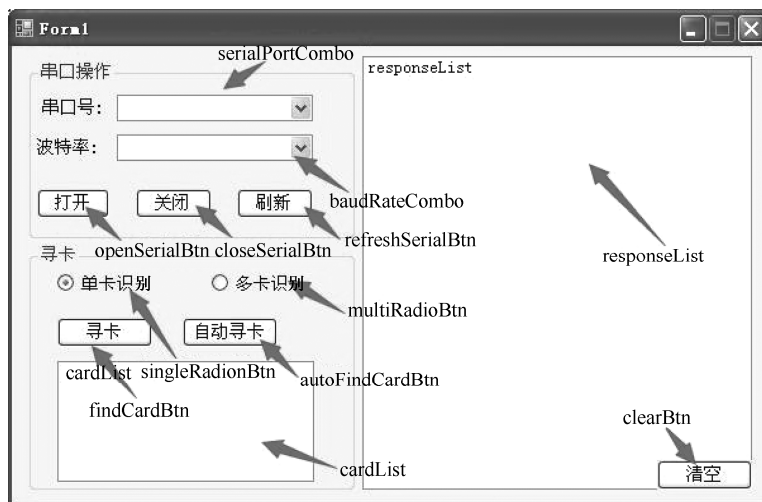 Form1
serialPortCombo
串口操作
串口号：
波特率：
baudRateCombo
打开
关闭
刷新
openSerialBtn
closeSerialBtn
refreshSerialBtn
寻卡
单卡识别
多卡识别
multiRadioBtn
寻卡
自动寻卡
cardList
singleRadionBtn
autoFindCardBtn
findCardBtn
cardList
responseList
responseList
clearBtn
清空